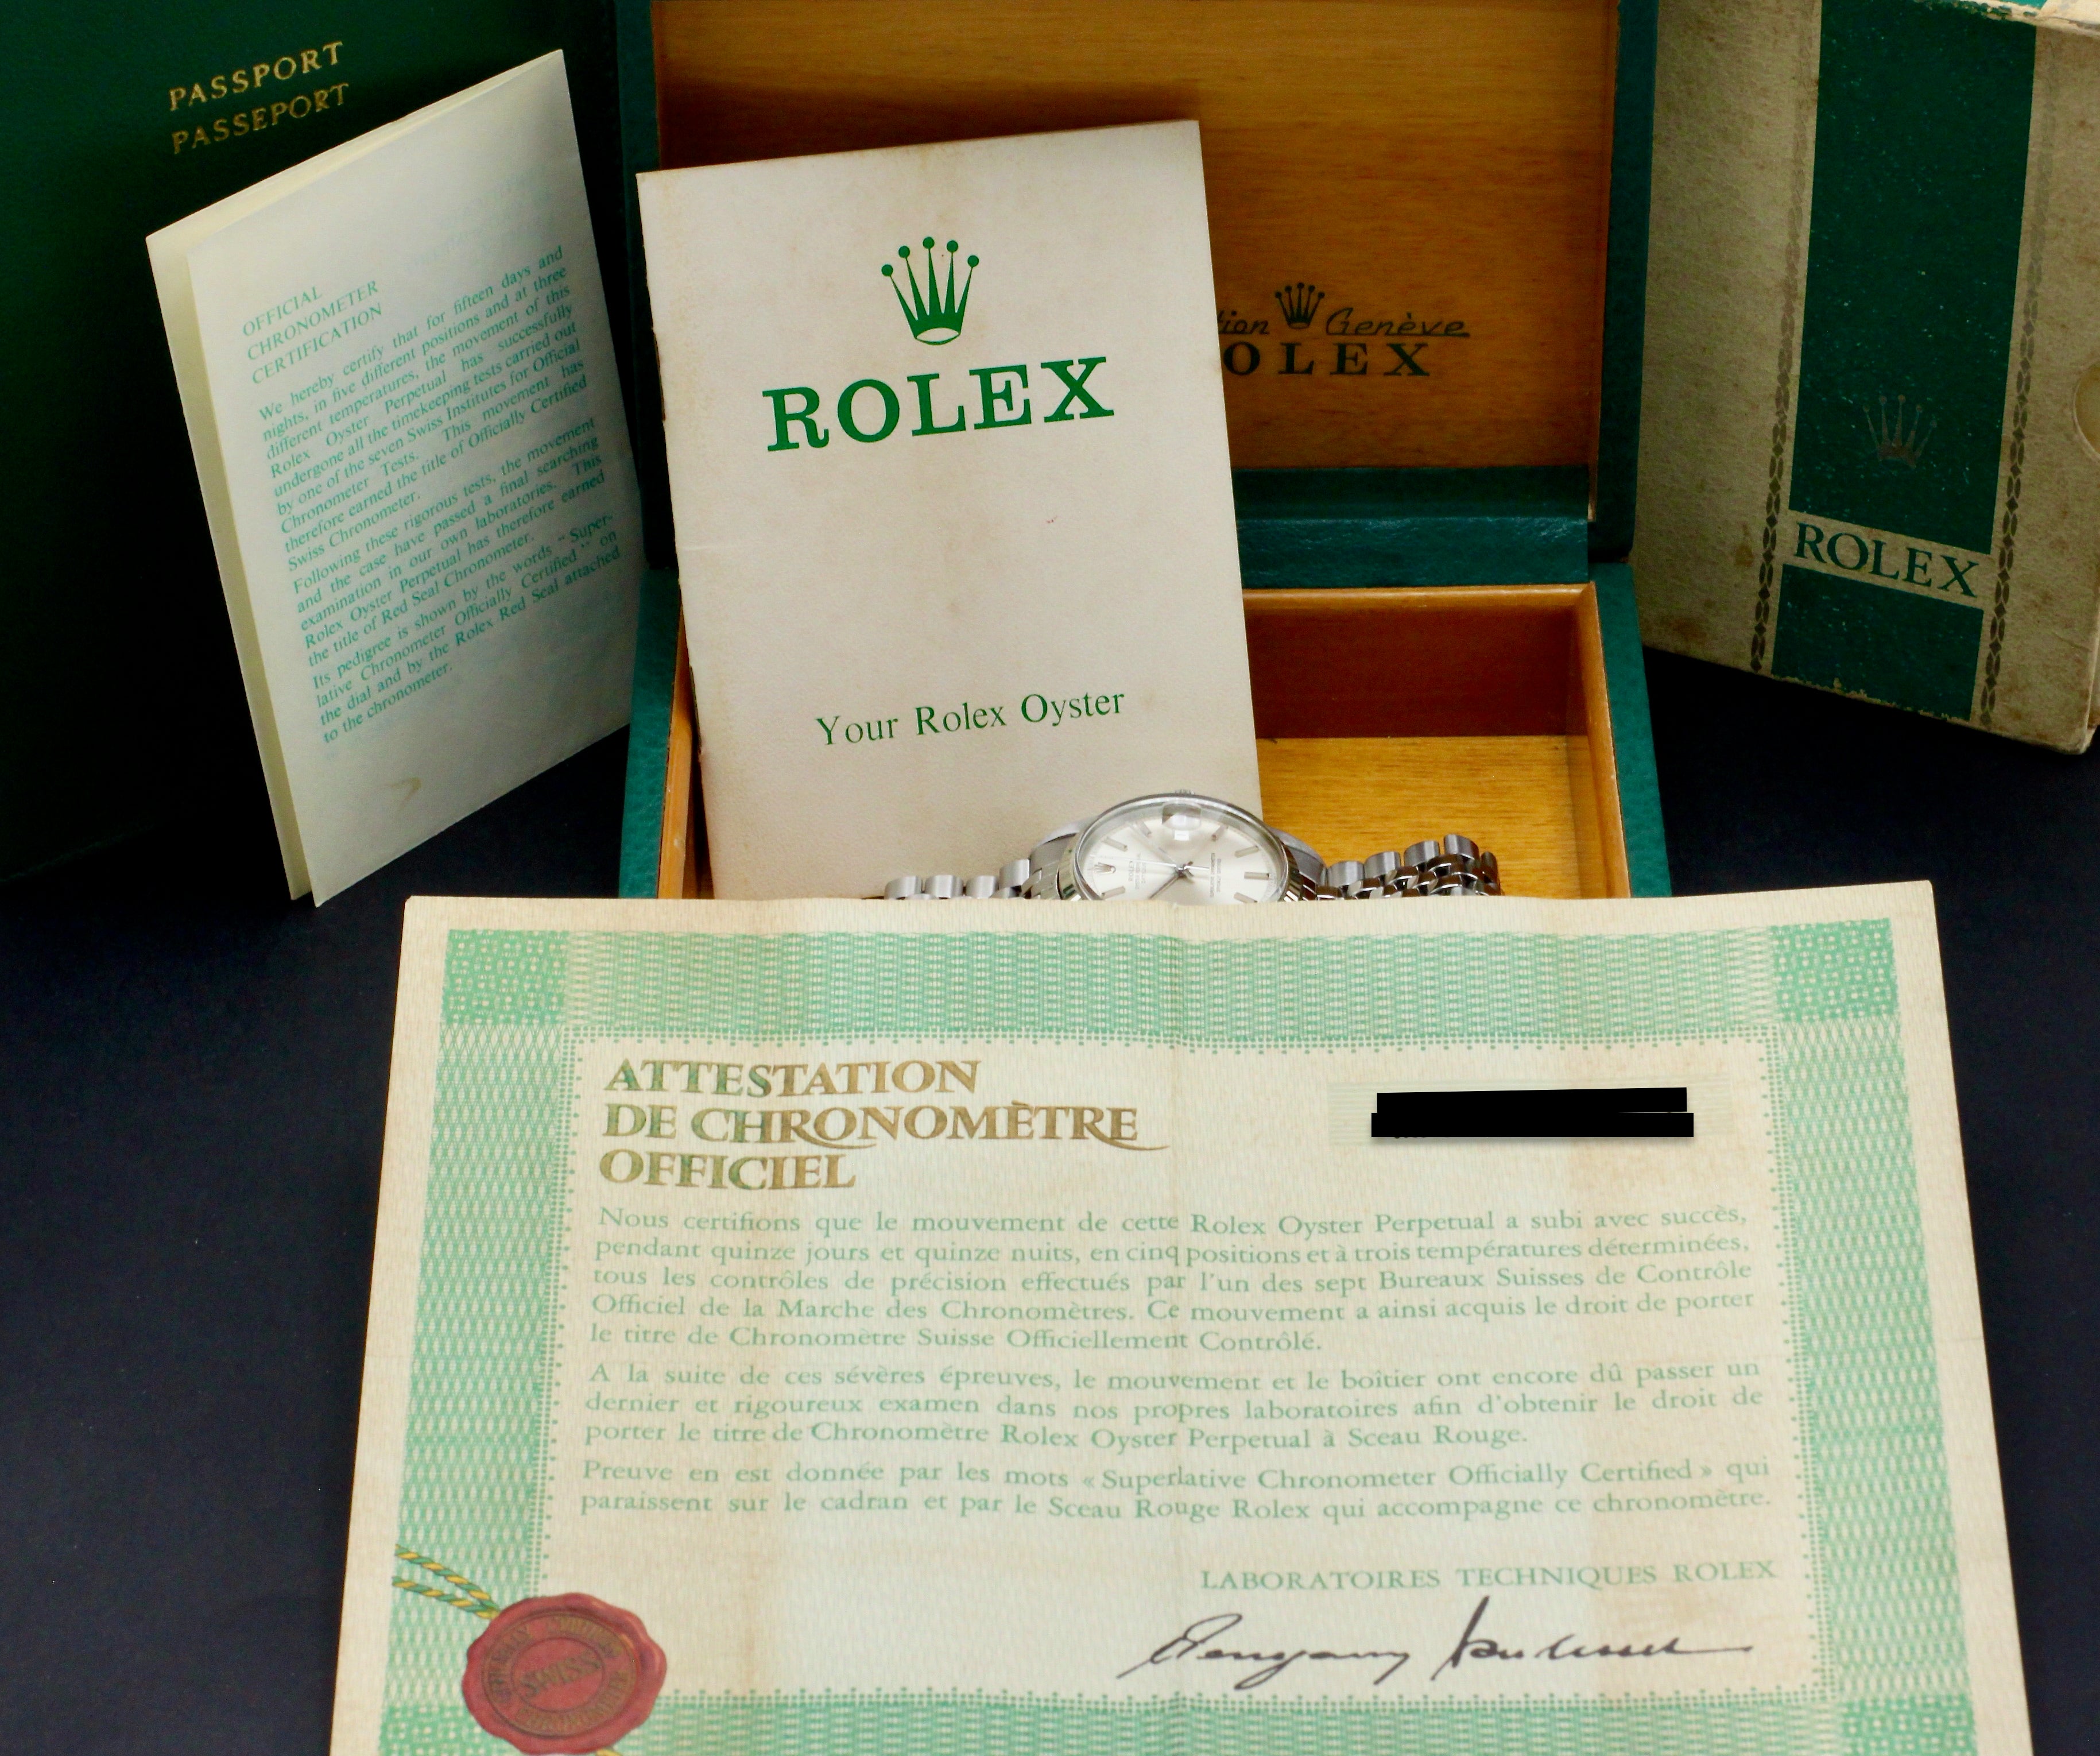 PASSPORT
PASSEPORT
OFFICIAL
CHRONOMETER
CERTIFICATION
We hereby certify that for fifteen days and
nights, in five different positions and at three
different temperatures, the movement of this
Rolex Oyster Perpetual has successfully
undergone all the timekeeping tests carried out
by one of the seven Swiss Institutes for Official
Chronometer Tests. This movement has
therefore earned the title of Officially Certified
Swiss Chronometer.
Following these rigorous tests, the movement
and the case have passed a final searching
examination in our own laboratories. This
Rolex Oyster Perpetual has therefore earned
the title of Red Seal Chronometer.
Its pedigree is shown by the words “Super-
lative Chronometer Officially Certified” on
the dial and by the Rolex Red Seal attached
to the chronometer.
ROLEX
Your Rolex Oyster
tion Genève
OLEX
ROLEX
ATTESTATION
DE CHRONOMÈTRE
OFFICIEL
Nous certifions que le mouvement de cette Rolex Oyster Perpetual a subi avec succès,
pendant quinze jours et quinze nuits, en cinq positions et à trois températures déterminées,
tous les contrôles de précision effectués par l'un des sept Bureaux Suisses de Contrôle
Officiel de la Marche des Chronomètres. Ce mouvement a ainsi acquis le droit de porter
le titre de Chronomètre Suisse Officiellement Contrôlé.
A la suite de ces sévères épreuves, le mouvement et le boîtier ont encore dû passer un
dernier et rigoureux examen dans nos propres laboratoires afin d'obtenir le droit de
porter le titre de Chronomètre Rolex Oyster Perpetual à Sceau Rouge.
Preuve en est donnée par les mots « Superlative Chronometer Officially Certified » qui
paraissent sur le cadran et par le Sceau Rouge Rolex qui accompagne ce chronomètre.
LABORATOIRES TECHNIQUES ROLEX
SWISS